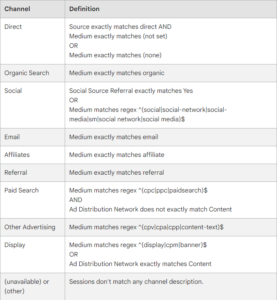 Channel Definition
Direct
Source exactly matches direct AND
Medium exactly matches (not set)
OR
Medium exactly matches (none)
Organic Search
Medium exactly matches organic
Social
Social Source Referral exactly matches Yes
OR
Medium matches regex ^(social|social-network|social-
media|sm|social network|social media)$
Email
Medium exactly matches email
Affiliates
Medium exactly matches affiliate
Referral
Medium exactly matches referral
Paid Search
Medium matches regex ^(cpc|ppc|paidsearch)$
AND
Ad Distribution Network does not exactly match Content
Other Advertising
Medium matches regex ^(cpv|cpa|cpp|content-text)$
Display
Medium matches regex ^(display|cpm|banner)$
OR
Ad Distribution Network exactly matches Content
(unavailable) or
(other)
Sessions don't match any channel description.